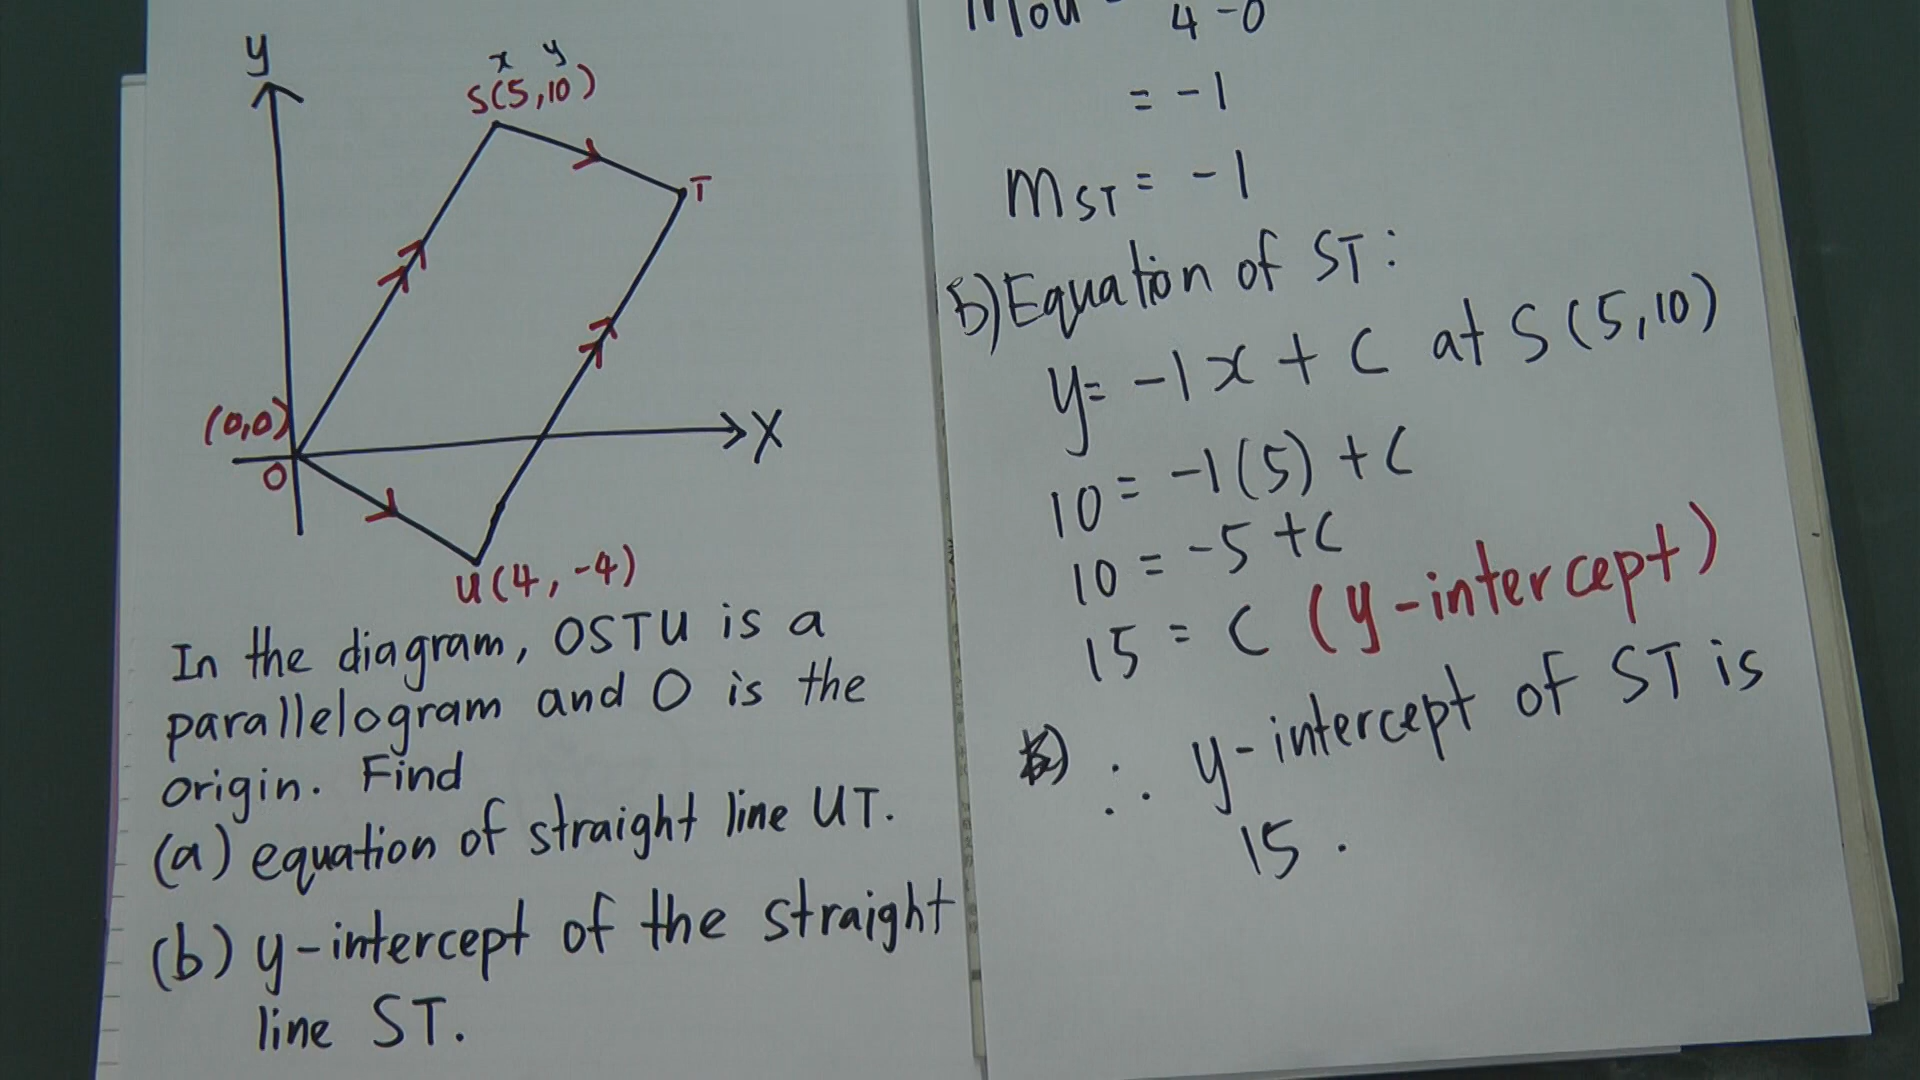 y
x y
S(5,10)
T
(0,0)
O
X
U(4, -4)
In the diagram, OSTU is a
parallelogram and O is the
origin. Find
(a) equation of straight line UT.
(b) y-intercept of the straight
line ST.
4 - 0
= -1
mST = -1
b) Equation of ST:
y = -1x + C at S(5,10)
10 = -1(5) + C
10 = -5 + C
15 = C (y-intercept)
∴ y-intercept of ST is
15.